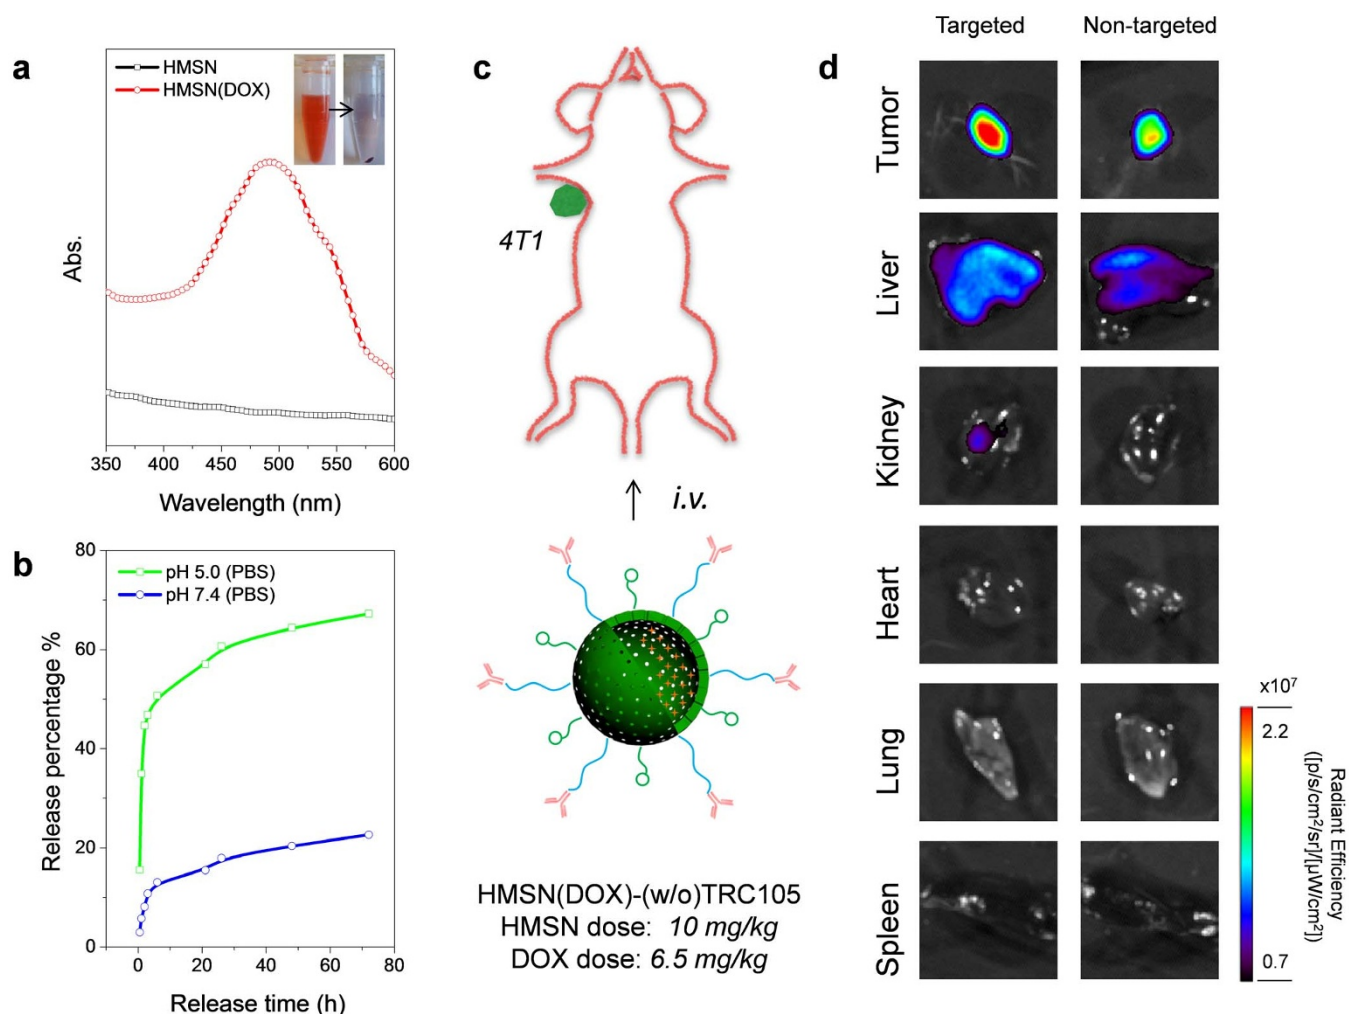 a
HMSN
HMSN(DOX)
Abs.
350 400 450 500 550 600
Wavelength (nm)
b
pH 5.0 (PBS)
pH 7.4 (PBS)
Release percentage %
80
60
40
20
0
0 20 40 60 80
Release time (h)
c
4T1
i.v.
HMSN(DOX)-(w/o)TRC105
HMSN dose: 10 mg/kg
DOX dose: 6.5 mg/kg
d
Targeted Non-targeted
Tumor
Liver
Kidney
Heart
Lung
Spleen
x10⁷
2.2
0.7
Radiant Efficiency
([p/s/cm²/sr]/[µW/cm²])